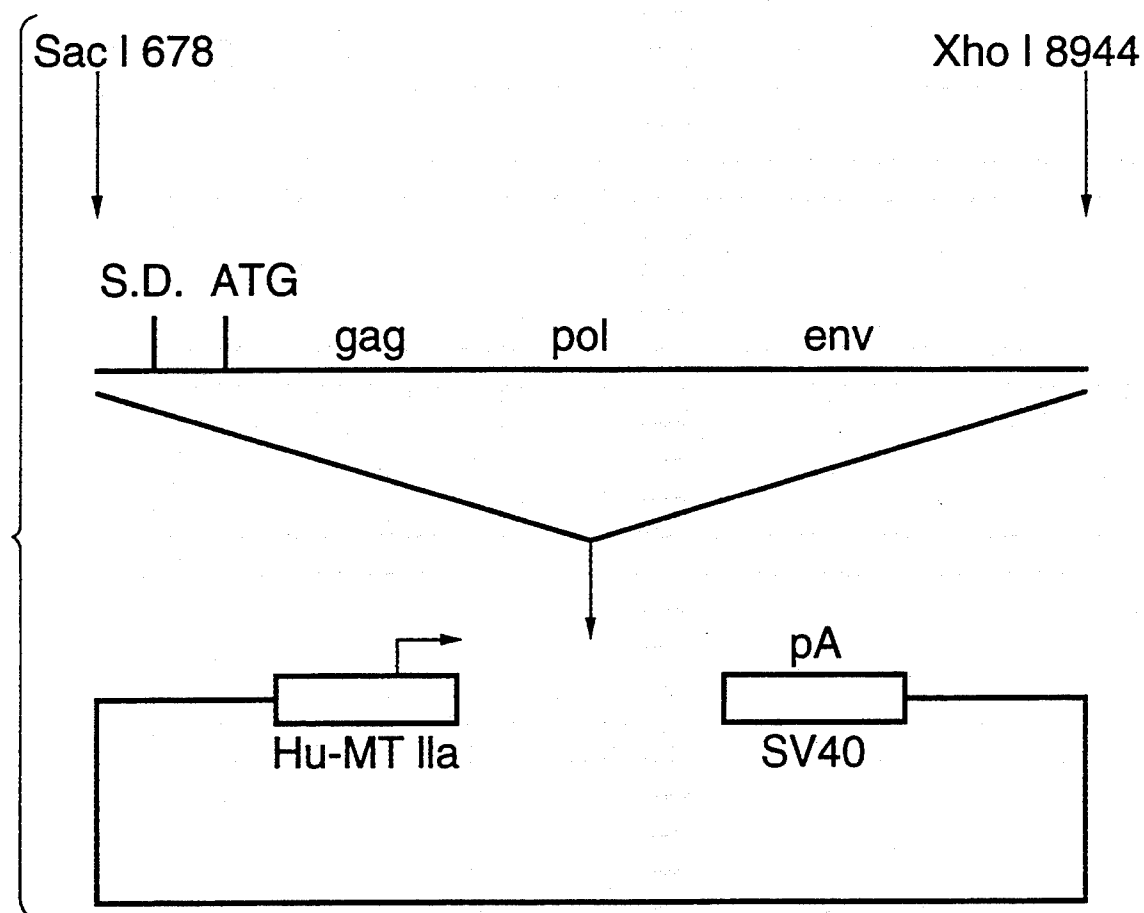 Sac I 678 Xho I 8944
S.D. ATG
gag pol env
pA
Hu-MT IIa SV40